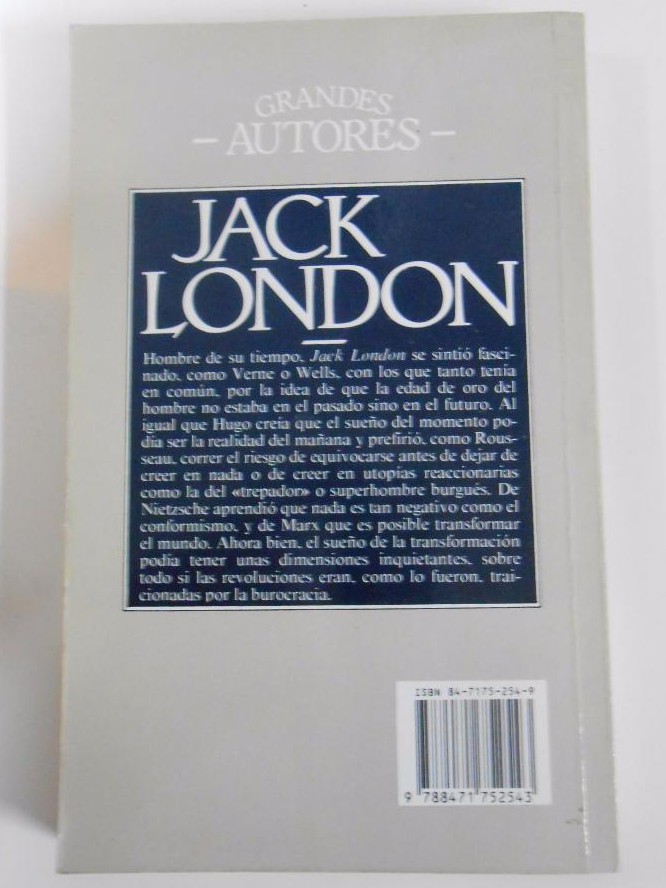 GRANDES
– AUTORES –
JACK
LONDON
Hombre de su tiempo, Jack London se sintió fasci-
nado, como Verne o Wells, con los que tanto tenía
en común, por la idea de que la edad de oro del
hombre no estaba en el pasado sino en el futuro. Al
igual que Hugo creía que el sueño del momento po-
día ser la realidad del mañana y prefirió, como Rous-
seau, correr el riesgo de equivocarse antes de dejar de
creer en nada o de creer en utopías reaccionarias
como la del «trepador» o superhombre burgués. De
Nietzsche aprendió que nada es tan negativo como el
conformismo, y de Marx que es posible transformar
el mundo. Ahora bien, el sueño de la transformación
podía tener unas dimensiones inquietantes, sobre
todo si las revoluciones eran, como lo fueron, trai-
cionadas por la burocracia.
ISBN 84-7175-254-9
9 788471 752543